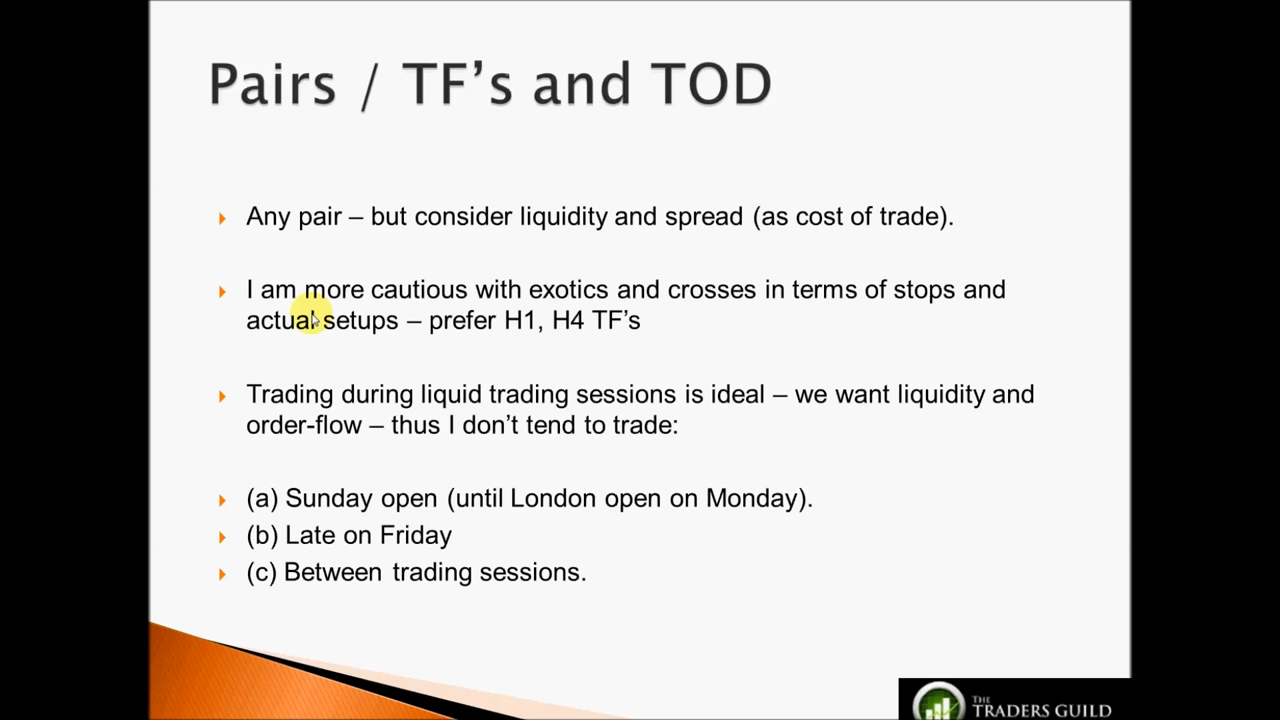 Pairs / TF’s and TOD
Any pair – but consider liquidity and spread (as cost of trade).
I am more cautious with exotics and crosses in terms of stops and
actual setups – prefer H1, H4 TF’s
Trading during liquid trading sessions is ideal – we want liquidity and
order-flow – thus I don’t tend to trade:
(a) Sunday open (until London open on Monday).
(b) Late on Friday
(c) Between trading sessions.
THE
TRADERS GUILD